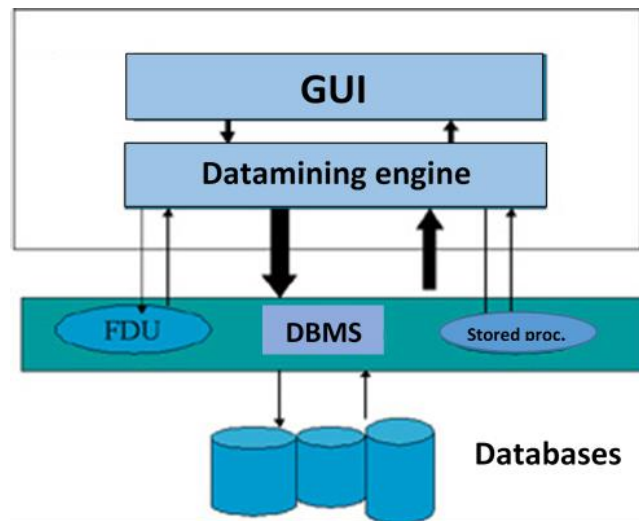 GUI
Datamining engine
FDU
DBMS
Stored proc.
Databases